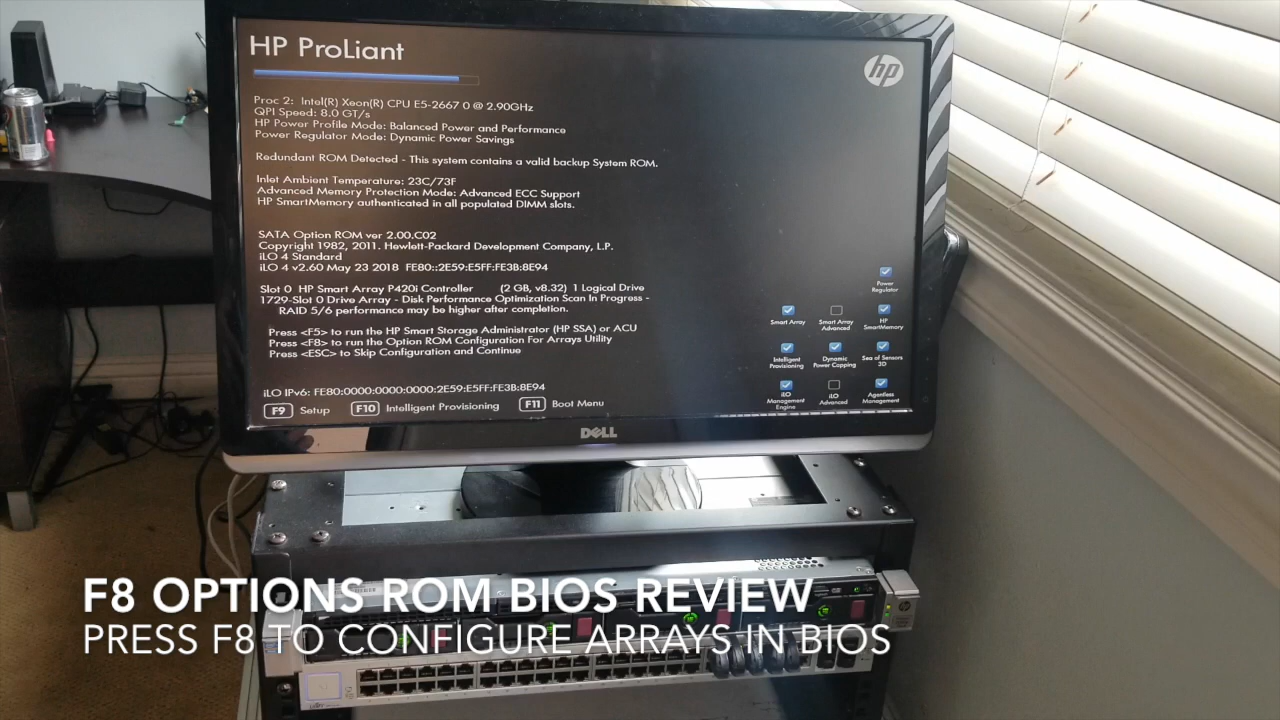 HP ProLiant
hp
Proc 2: Intel(R) Xeon(R) CPU E5-2667 0 @ 2.90GHz
QPI Speed: 8.0 GT/s
HP Power Profile Mode: Balanced Power and Performance
Power Regulator Mode: Dynamic Power Savings
Redundant ROM Detected - This system contains a valid backup System ROM.
Inlet Ambient Temperature: 23C/73F
Advanced Memory Protection Mode: Advanced ECC Support
HP SmartMemory authenticated in all populated DIMM slots.
SATA Option ROM ver 2.00.C02
Copyright 1982, 2011. Hewlett-Packard Development Company, L.P.
iLO 4 Standard
iLO 4 v2.60 May 23 2018 FE80::2E59:E5FF:FE3B:8E94
Slot 0 HP Smart Array P420i Controller (2 GB, v8.32) 1 Logical Drive
1729-Slot 0 Drive Array - Disk Performance Optimization Scan In Progress -
RAID 5/6 performance may be higher after completion.
Press <F5> to run the HP Smart Storage Administrator (HP SSA) or ACU
Press <F8> to run the Option ROM Configuration For Arrays Utility
Press <ESC> to Skip Configuration and Continue
Power
Regulator
Smart Array
Smart Array
Advanced
HP
SmartMemory
Intelligent
Provisioning
Dynamic
Power Capping
Sea of Sensors
3D
iLO
Management
Engine
iLO
Advanced
Agentless
Management
iLO IPv6: FE80:0000:0000:0000:2E59:E5FF:FE3B:8E94
F9 Setup F10 Intelligent Provisioning F11 Boot Menu
DELL
F8 OPTIONS ROM BIOS REVIEW
PRESS F8 TO CONFIGURE ARRAYS IN BIOS